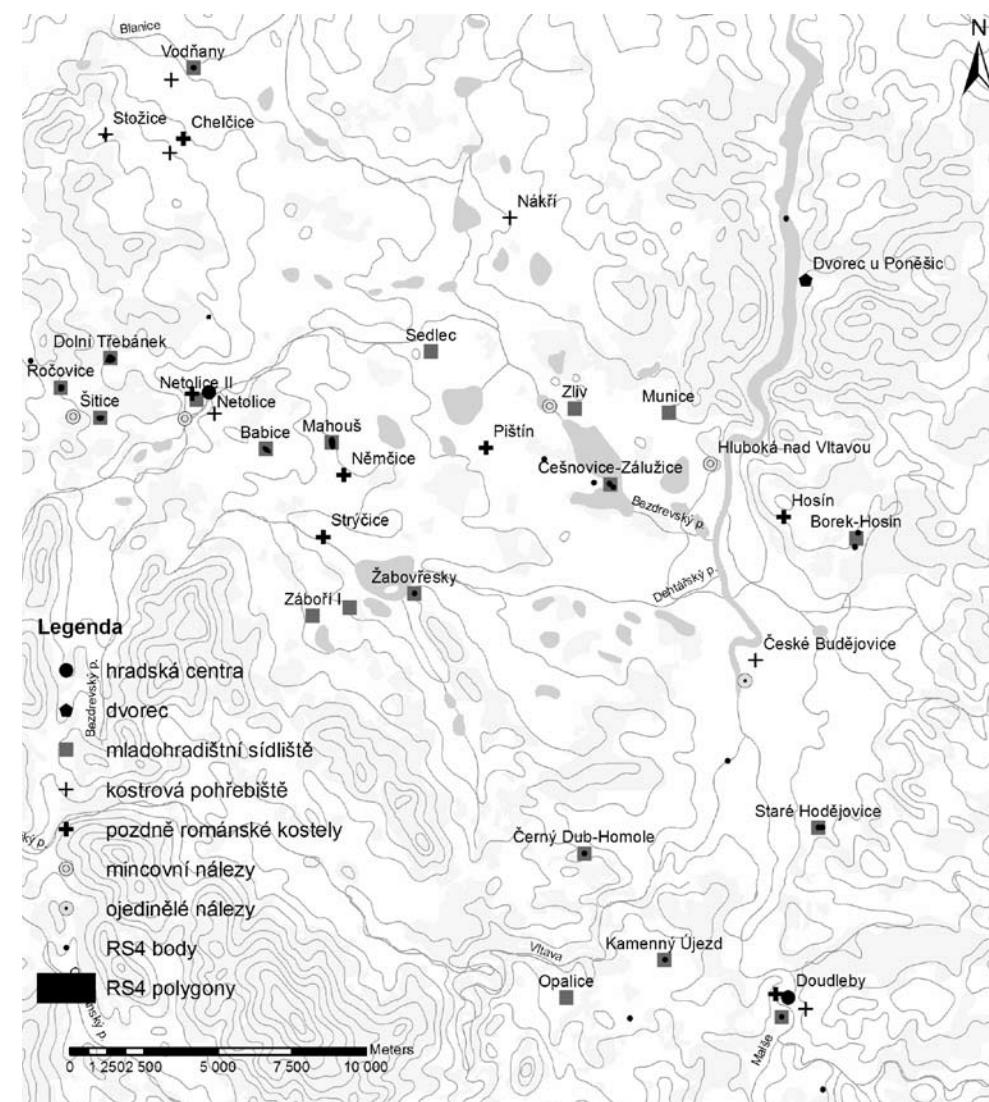 Blanice
Vodňany
N
Stožice
Chelčice
Nákří
Dvorec u Poněšic
Sedlec
Dolní Třebánek
Ročovice
Netolice II
Zliv
Munice
Šitice
Netolice
Babice
Mahouš
Pištín
Hluboká nad Vltavou
Němčice
Češnovice-Zálužice
Bezdrevský p.
Hosín
Borek-Hosín
Strýčice
Žabovřesky
Dehtářský p.
Záboří I
České Budějovice
Legenda
hradská centra
Bezdrevský p.
dvorec
mladohradištní sídliště
kostrová pohřebiště
pozdně románské kostely
mincovní nálezy
ojedinělé nálezy
RS4 body
RS4 polygony
Staré Hodějovice
Černý Dub-Homole
Vltava
Kamenný Újezd
Opalice
Doudleby
Malše
Meters
0 1 250 2 500 5 000 7 500 10 000